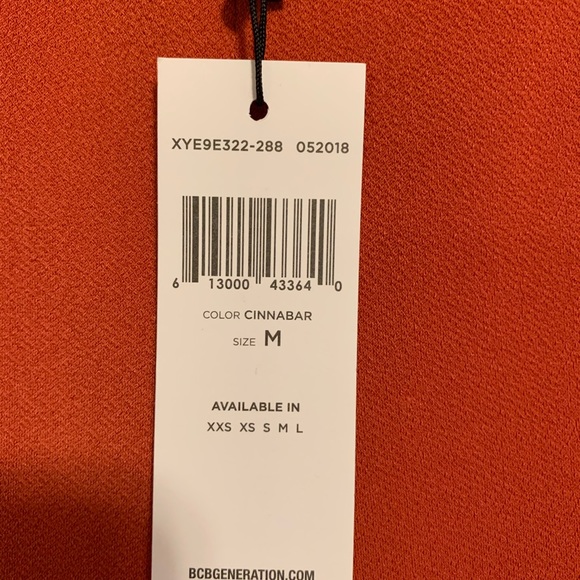 XYE9E322-288 052018
6 13000 43364 0
COLOR CINNABAR
SIZE M
AVAILABLE IN
XXS XS S M L
BCBGENERATION.COM